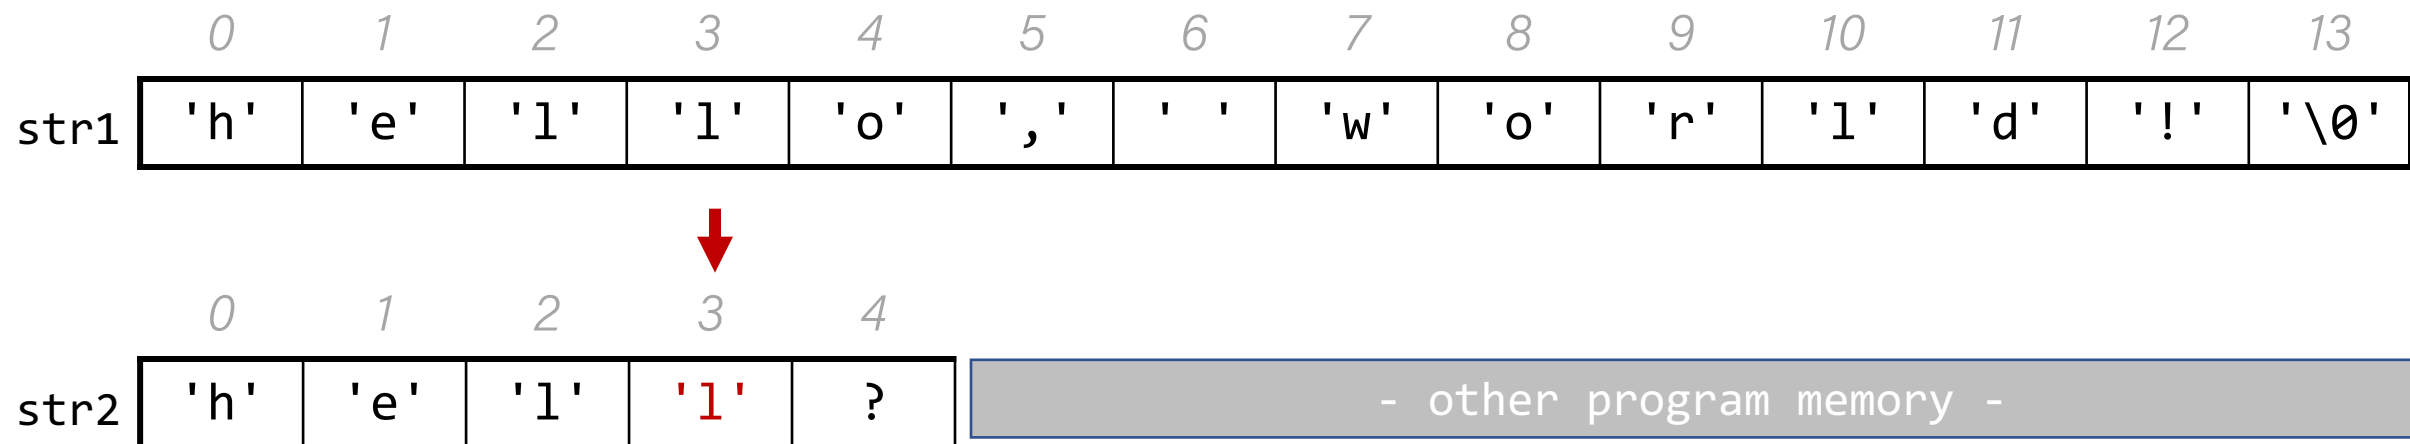 0 1 2 3 4 5 6 7 8 9 10 11 12 13
str1 'h' 'e' 'l' 'l' 'o' ',' ' ' 'w' 'o' 'r' 'l' 'd' '!' '\0'
0 1 2 3 4
str2 'h' 'e' 'l' 'l' ? - other program memory -